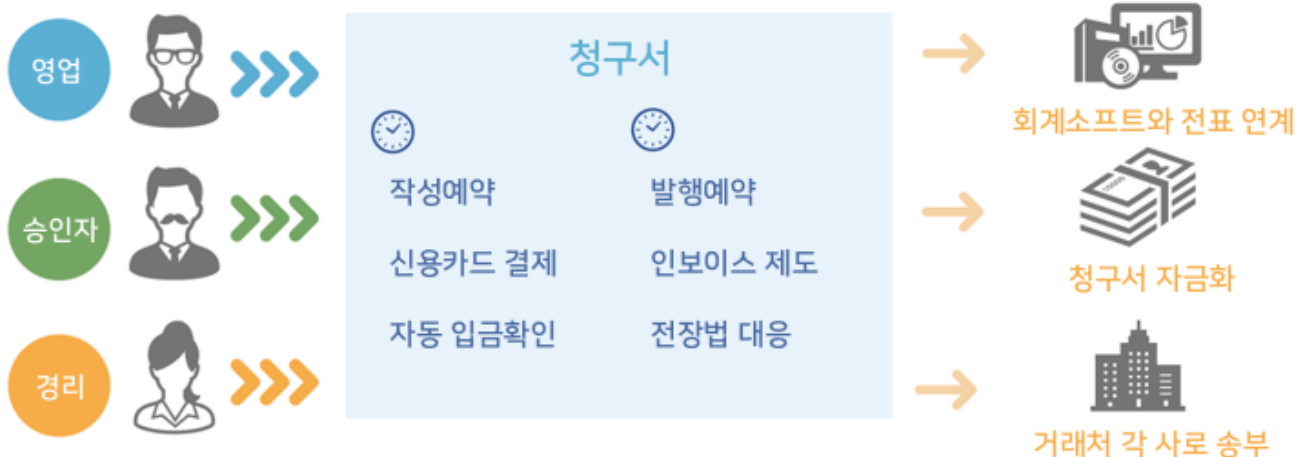 영업
승인자
경리
청구서
작성예약
발행예약
신용카드 결제
인보이스 제도
자동 입금확인
전장법 대응
회계소프트와 전표 연계
청구서 자금화
거래처 각 사로 송부